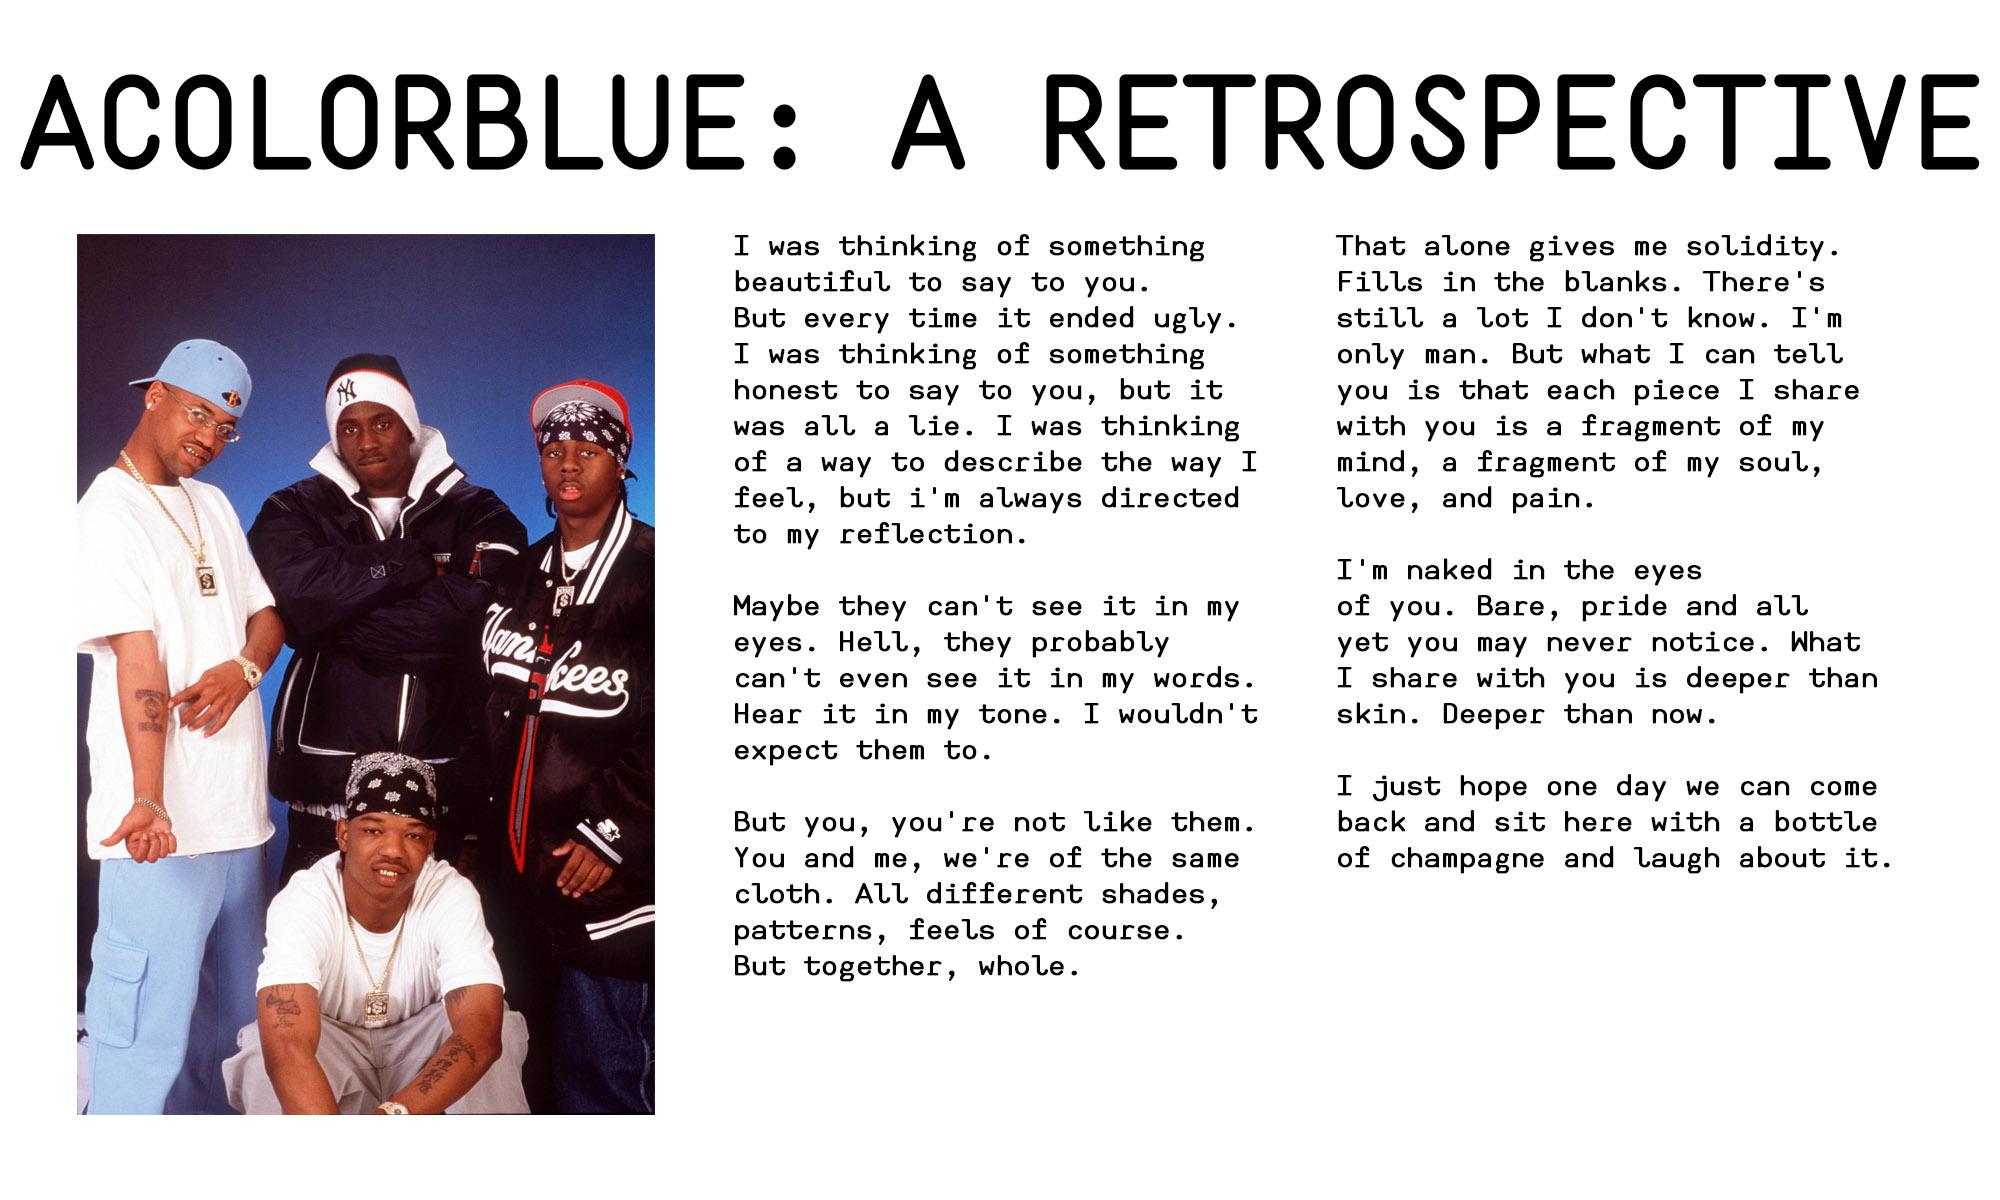 ACOLORBLUE: A RETROSPECTIVE
NY
B
Yankees
I was thinking of something
beautiful to say to you.
But every time it ended ugly.
I was thinking of something
honest to say to you, but it
was all a lie. I was thinking
of a way to describe the way I
feel, but i'm always directed
to my reflection.
Maybe they can't see it in my
eyes. Hell, they probably
can't even see it in my words.
Hear it in my tone. I wouldn't
expect them to.
But you, you're not like them.
You and me, we're of the same
cloth. All different shades,
patterns, feels of course.
But together, whole.
That alone gives me solidity.
Fills in the blanks. There's
still a lot I don't know. I'm
only man. But what I can tell
you is that each piece I share
with you is a fragment of my
mind, a fragment of my soul,
love, and pain.
I'm naked in the eyes
of you. Bare, pride and all
yet you may never notice. What
I share with you is deeper than
skin. Deeper than now.
I just hope one day we can come
back and sit here with a bottle
of champagne and laugh about it.